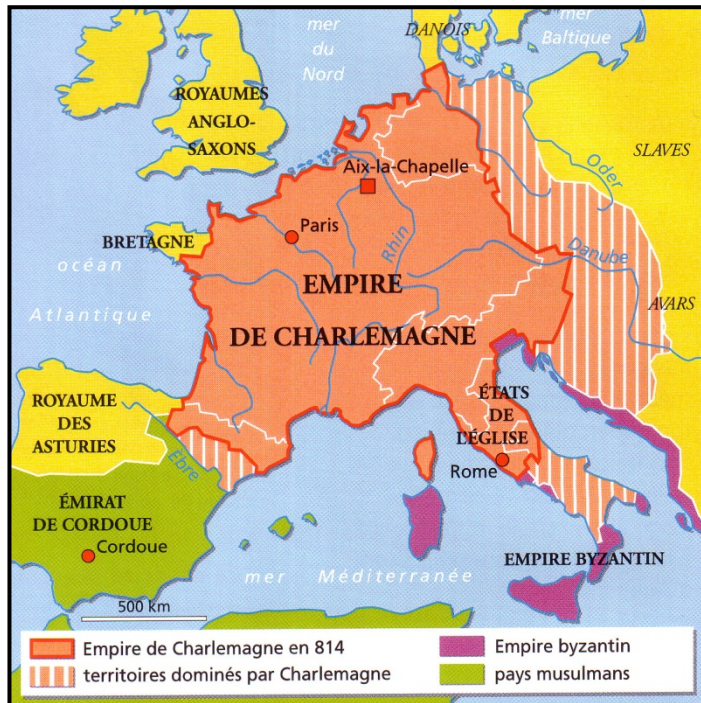 mer
du
Nord
DANOIS
mer
Baltique
ROYAUMES
ANGLO-
SAXONS
SLAVES
Oder
Aix-la-Chapelle
Paris
Rhin
BRETAGNE
Danube
océan
Atlantique
EMPIRE
DE CHARLEMAGNE
AVARS
ROYAUME
DES
ASTURIES
ÉTATS
DE
L'ÉGLISE
Rome
Ebre
ÉMIRAT
DE CORDOUE
Cordoue
EMPIRE BYZANTIN
mer Méditerranée
500 km
Empire de Charlemagne en 814
territoires dominés par Charlemagne
Empire byzantin
pays musulmans